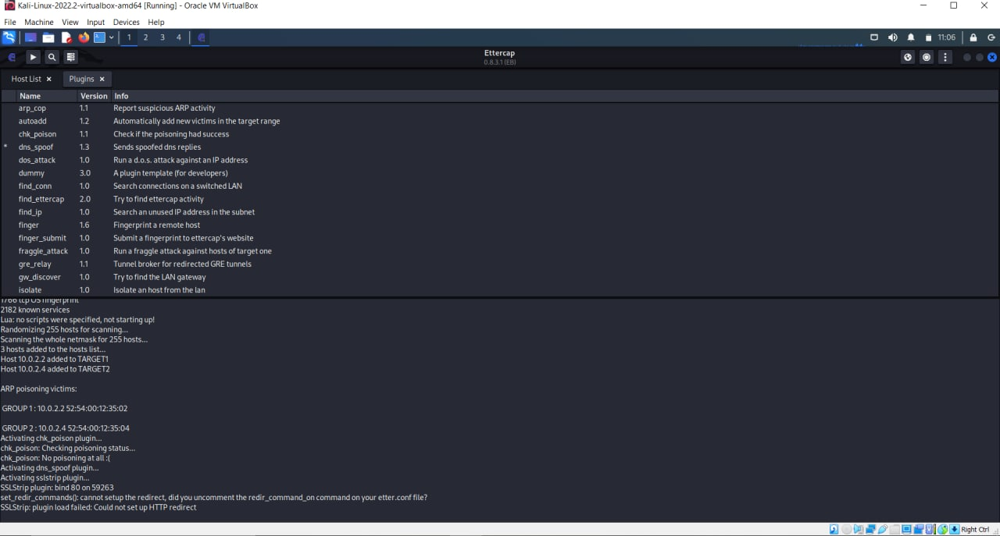 Kali-Linux-2022.2-virtualbox-amd64 [Running] - Oracle VM VirtualBox
File Machine View Input Devices Help
1 2 3 4 11:06
Ettercap
0.8.3.1 (EB)
Host List × Plugins ×
Name Version Info
arp_cop 1.1 Report suspicious ARP activity
autoadd 1.2 Automatically add new victims in the target range
chk_poison 1.1 Check if the poisoning had success
* dns_spoof 1.3 Sends spoofed dns replies
dos_attack 1.0 Run a d.o.s. attack against an IP address
dummy 3.0 A plugin template (for developers)
find_conn 1.0 Search connections on a switched LAN
find_ettercap 2.0 Try to find ettercap activity
find_ip 1.0 Search an unused IP address in the subnet
finger 1.6 Fingerprint a remote host
finger_submit 1.0 Submit a fingerprint to ettercap's website
fraggle_attack 1.0 Run a fraggle attack against hosts of target one
gre_relay 1.1 Tunnel broker for redirected GRE tunnels
gw_discover 1.0 Try to find the LAN gateway
isolate 1.0 Isolate an host from the lan
1766 tcp OS fingerprint
2182 known services
Lua: no scripts were specified, not starting up!
Randomizing 255 hosts for scanning...
Scanning the whole netmask for 255 hosts...
3 hosts added to the hosts list...
Host 10.0.2.2 added to TARGET1
Host 10.0.2.4 added to TARGET2
ARP poisoning victims:
GROUP 1 : 10.0.2.2 52:54:00:12:35:02
GROUP 2 : 10.0.2.4 52:54:00:12:35:04
Activating chk_poison plugin...
chk_poison: Checking poisoning status...
chk_poison: No poisoning at all :(
Activating dns_spoof plugin...
Activating sslstrip plugin...
SSLStrip plugin: bind 80 on 59263
set_redir_commands(): cannot setup the redirect, did you uncomment the redir_command_on command on your etter.conf file?
SSLStrip: plugin load failed: Could not set up HTTP redirect
Right Ctrl